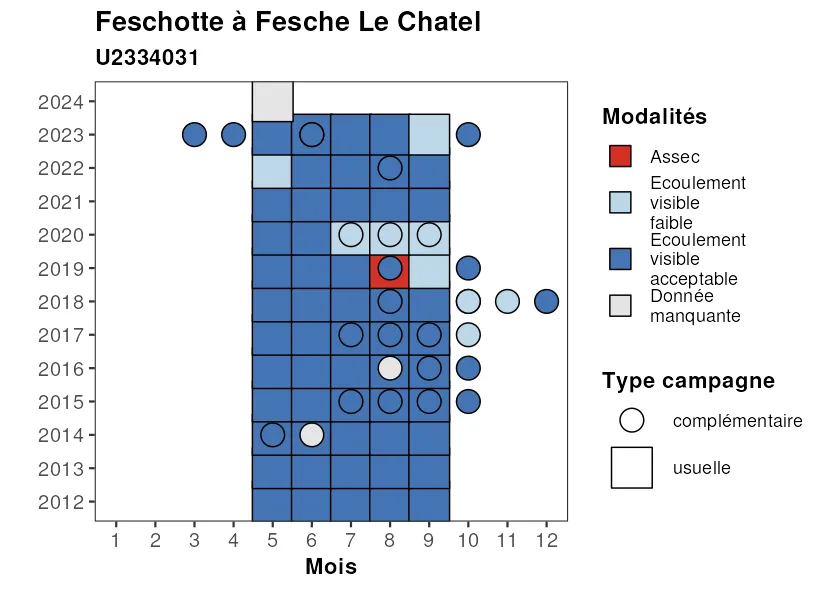 Feschotte à Fesche Le Chatel
U2334031
2024
2023
2022
2021
2020
2019
2018
2017
2016
2015
2014
2013
2012
1 2 3 4 5 6 7 8 9 10 11 12
Mois
Modalités
Assec
Ecoulement
visible
faible
Ecoulement
visible
acceptable
Donnée
manquante
Type campagne
complémentaire
usuelle